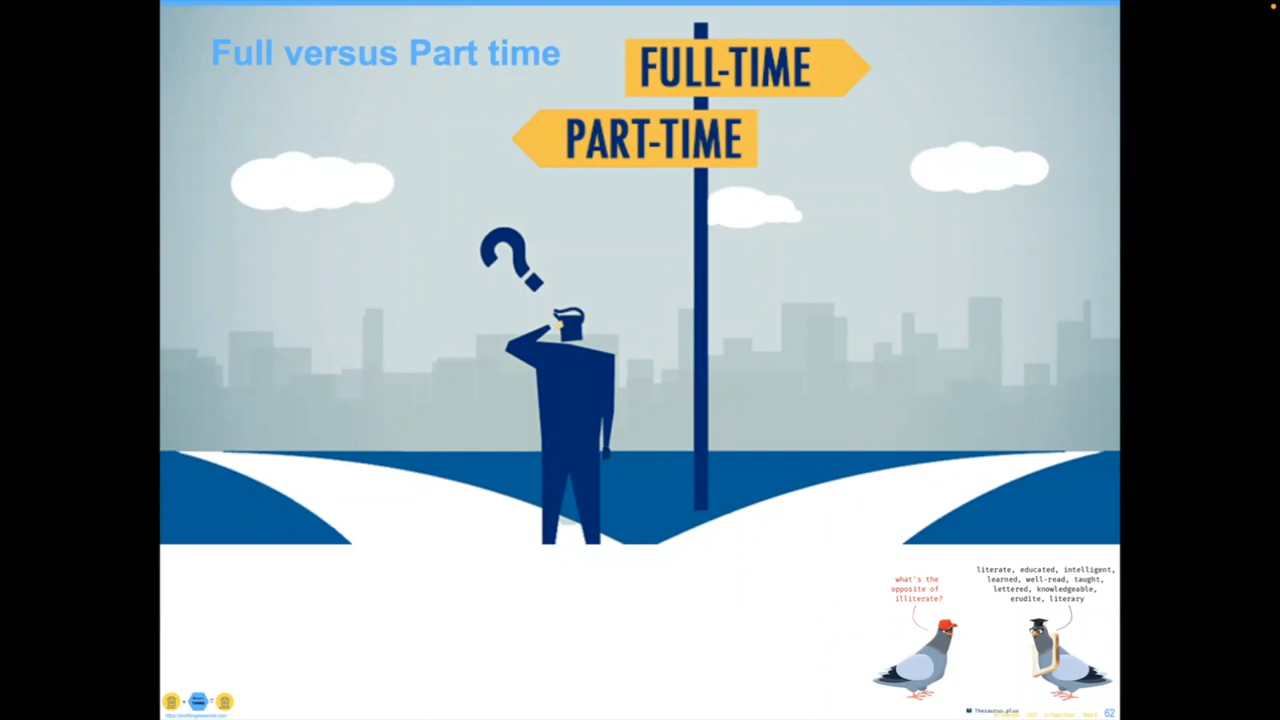 Full versus Part time
FULL-TIME
PART-TIME
?
what's the
opposite of
illiterate?
literate, educated, intelligent,
learned, well-read, taught,
lettered, knowledgeable,
erudite, literary
Thesaurus.plus
62